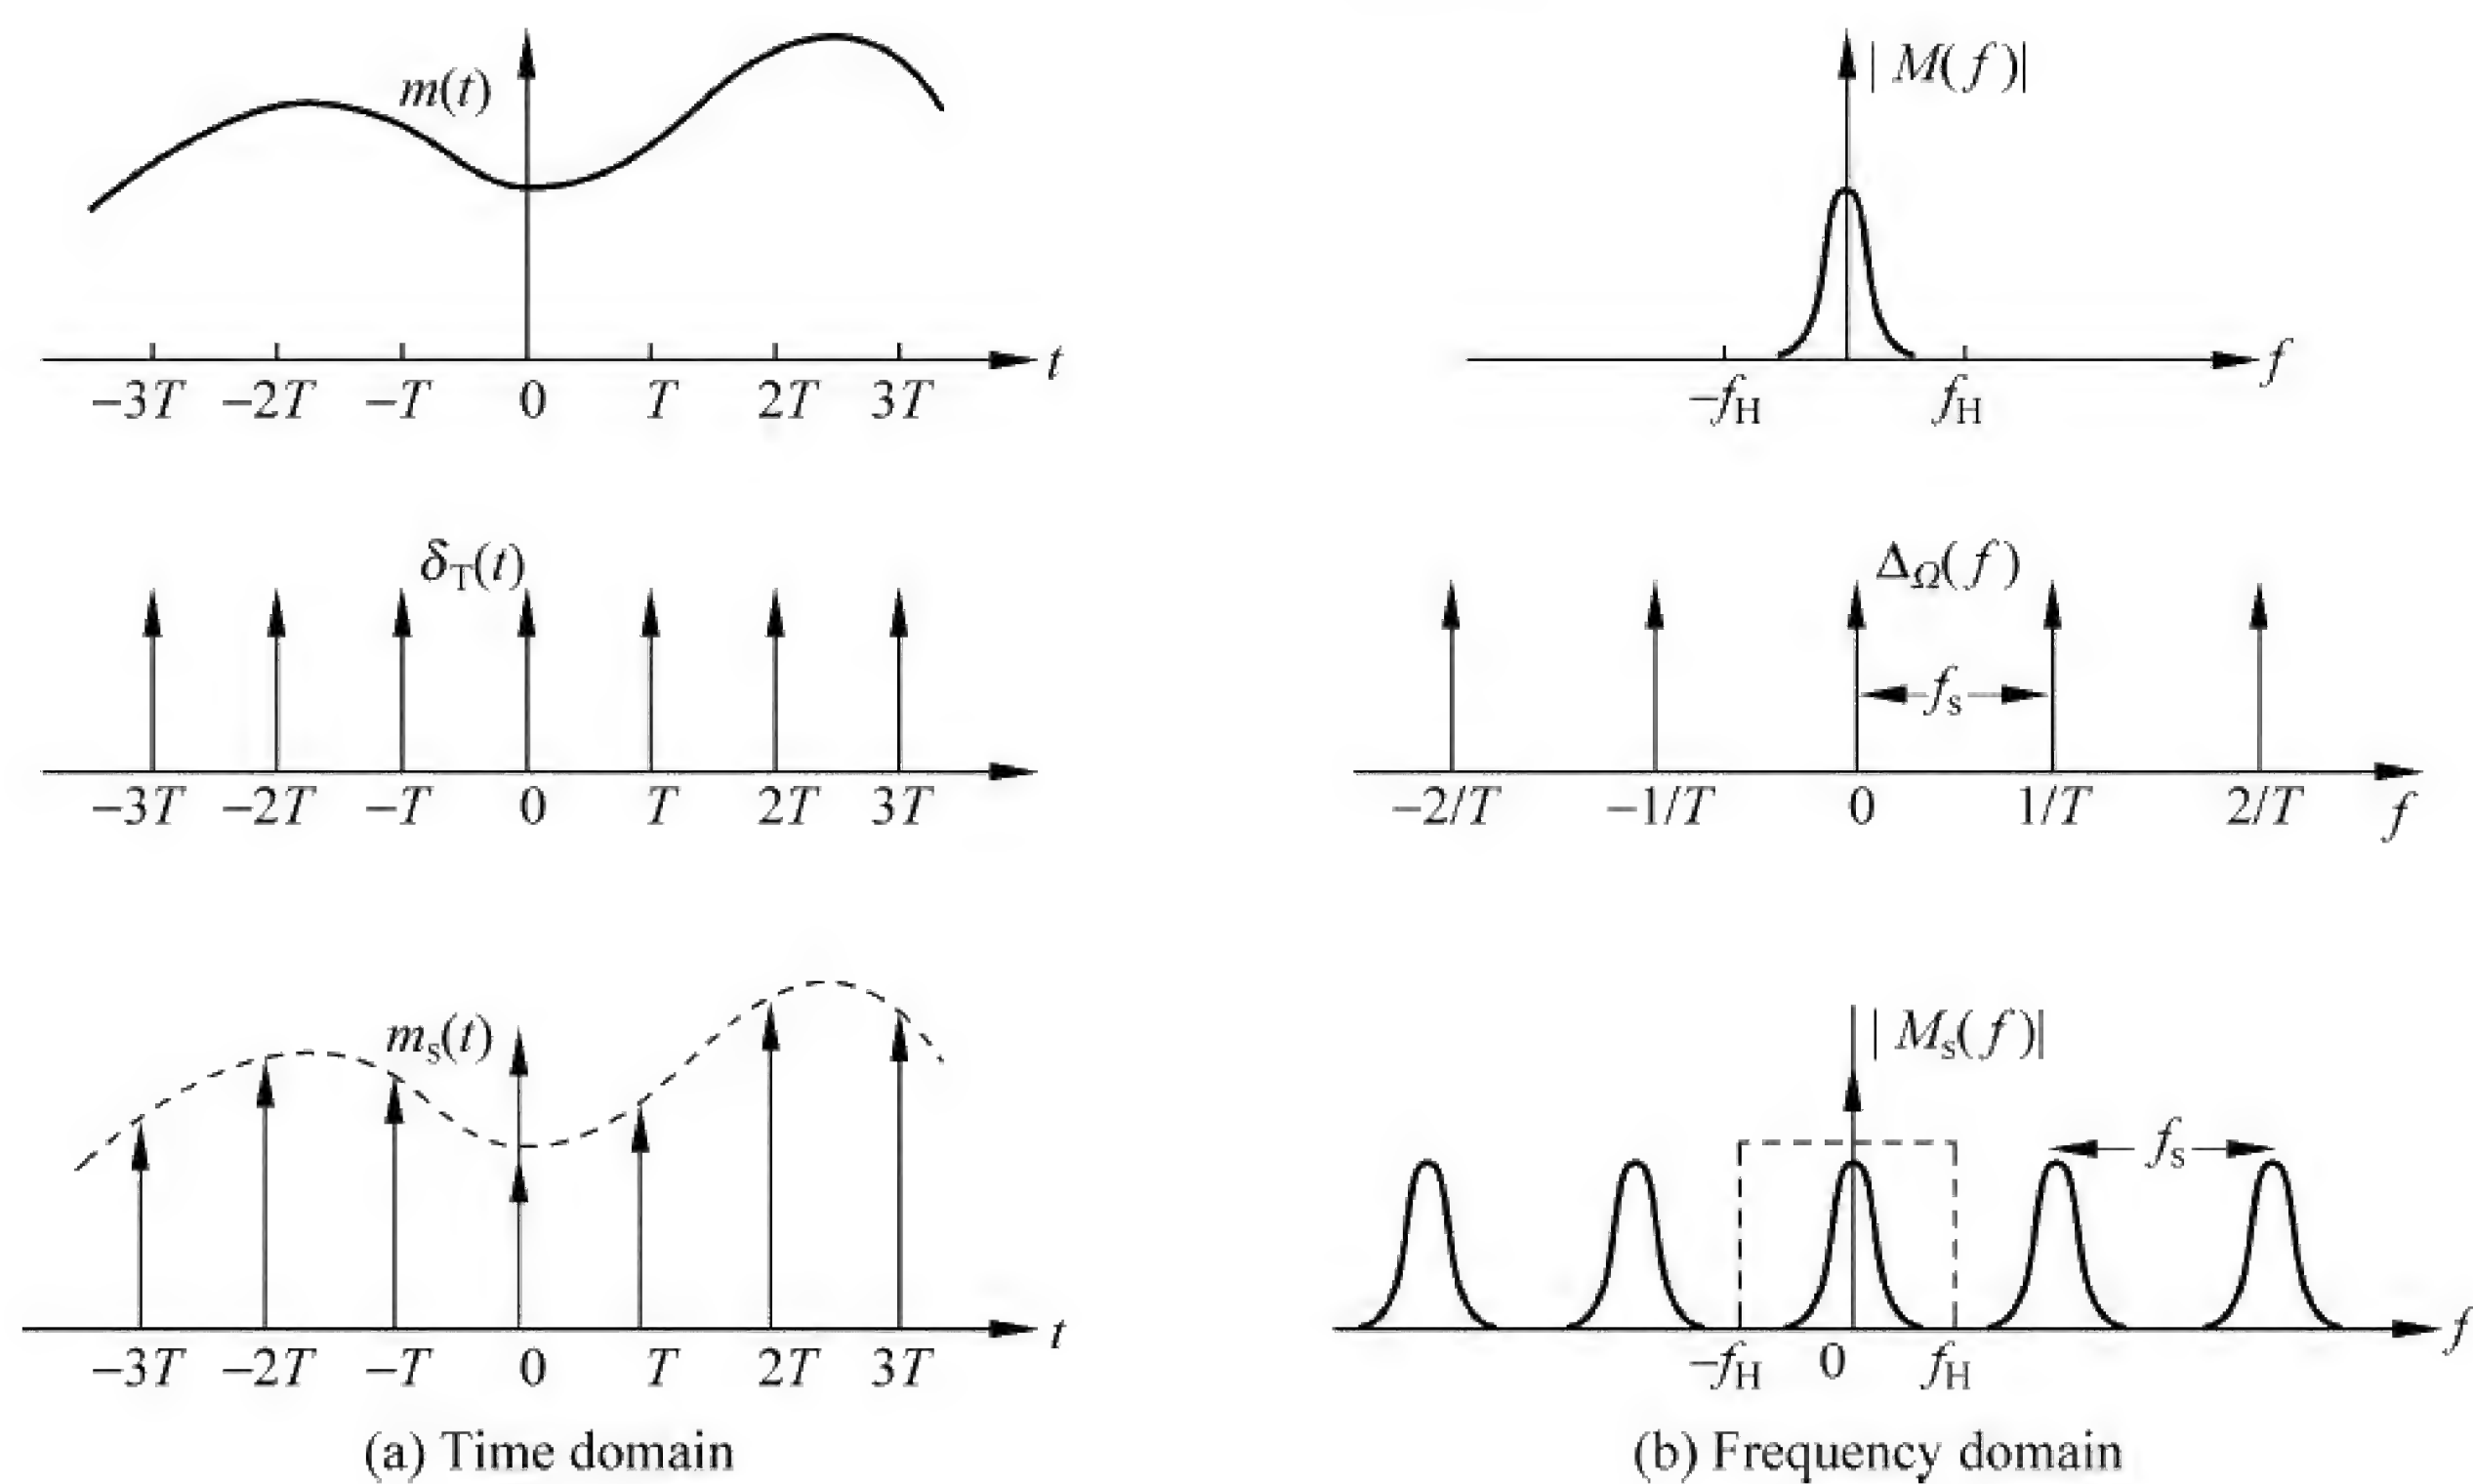 m(t)
t
−3T −2T −T 0 T 2T 3T
| M(f)|
f
−fH fH
δT(t)
−3T −2T −T 0 T 2T 3T
ΔΩ(f)
fs
−2/T −1/T 0 1/T 2/T f
ms(t)
t
−3T −2T −T 0 T 2T 3T
| Ms(f)|
fs
f
−fH 0 fH
(a) Time domain
(b) Frequency domain